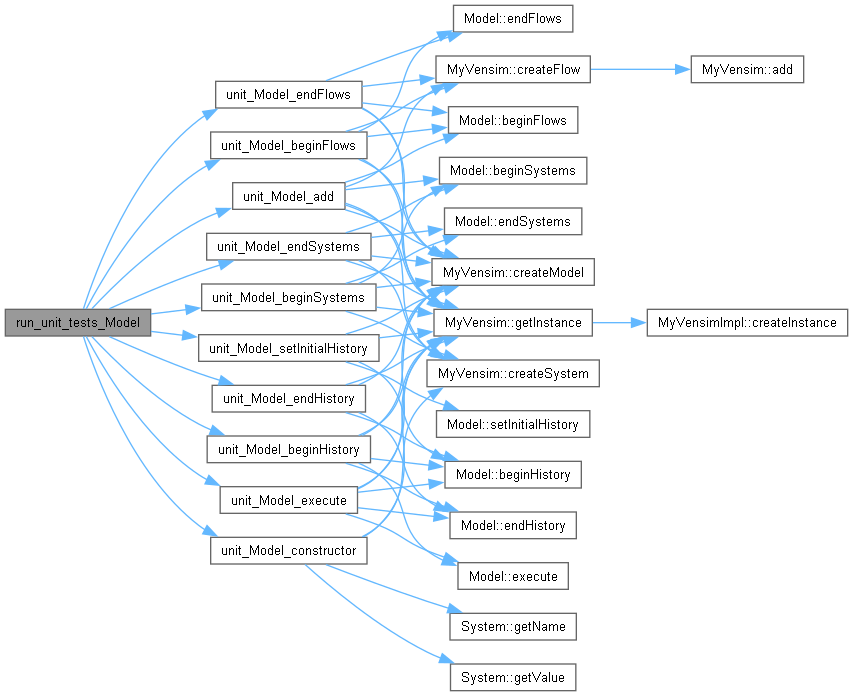 run_unit_tests_Model
unit_Model_endFlows
unit_Model_beginFlows
unit_Model_add
unit_Model_endSystems
unit_Model_beginSystems
unit_Model_setInitialHistory
unit_Model_endHistory
unit_Model_beginHistory
unit_Model_execute
unit_Model_constructor
Model::endFlows
MyVensim::createFlow
Model::beginFlows
Model::beginSystems
Model::endSystems
MyVensim::createModel
MyVensim::getInstance
MyVensim::createSystem
Model::setInitialHistory
Model::beginHistory
Model::endHistory
Model::execute
System::getName
System::getValue
MyVensim::add
MyVensimImpl::createInstance